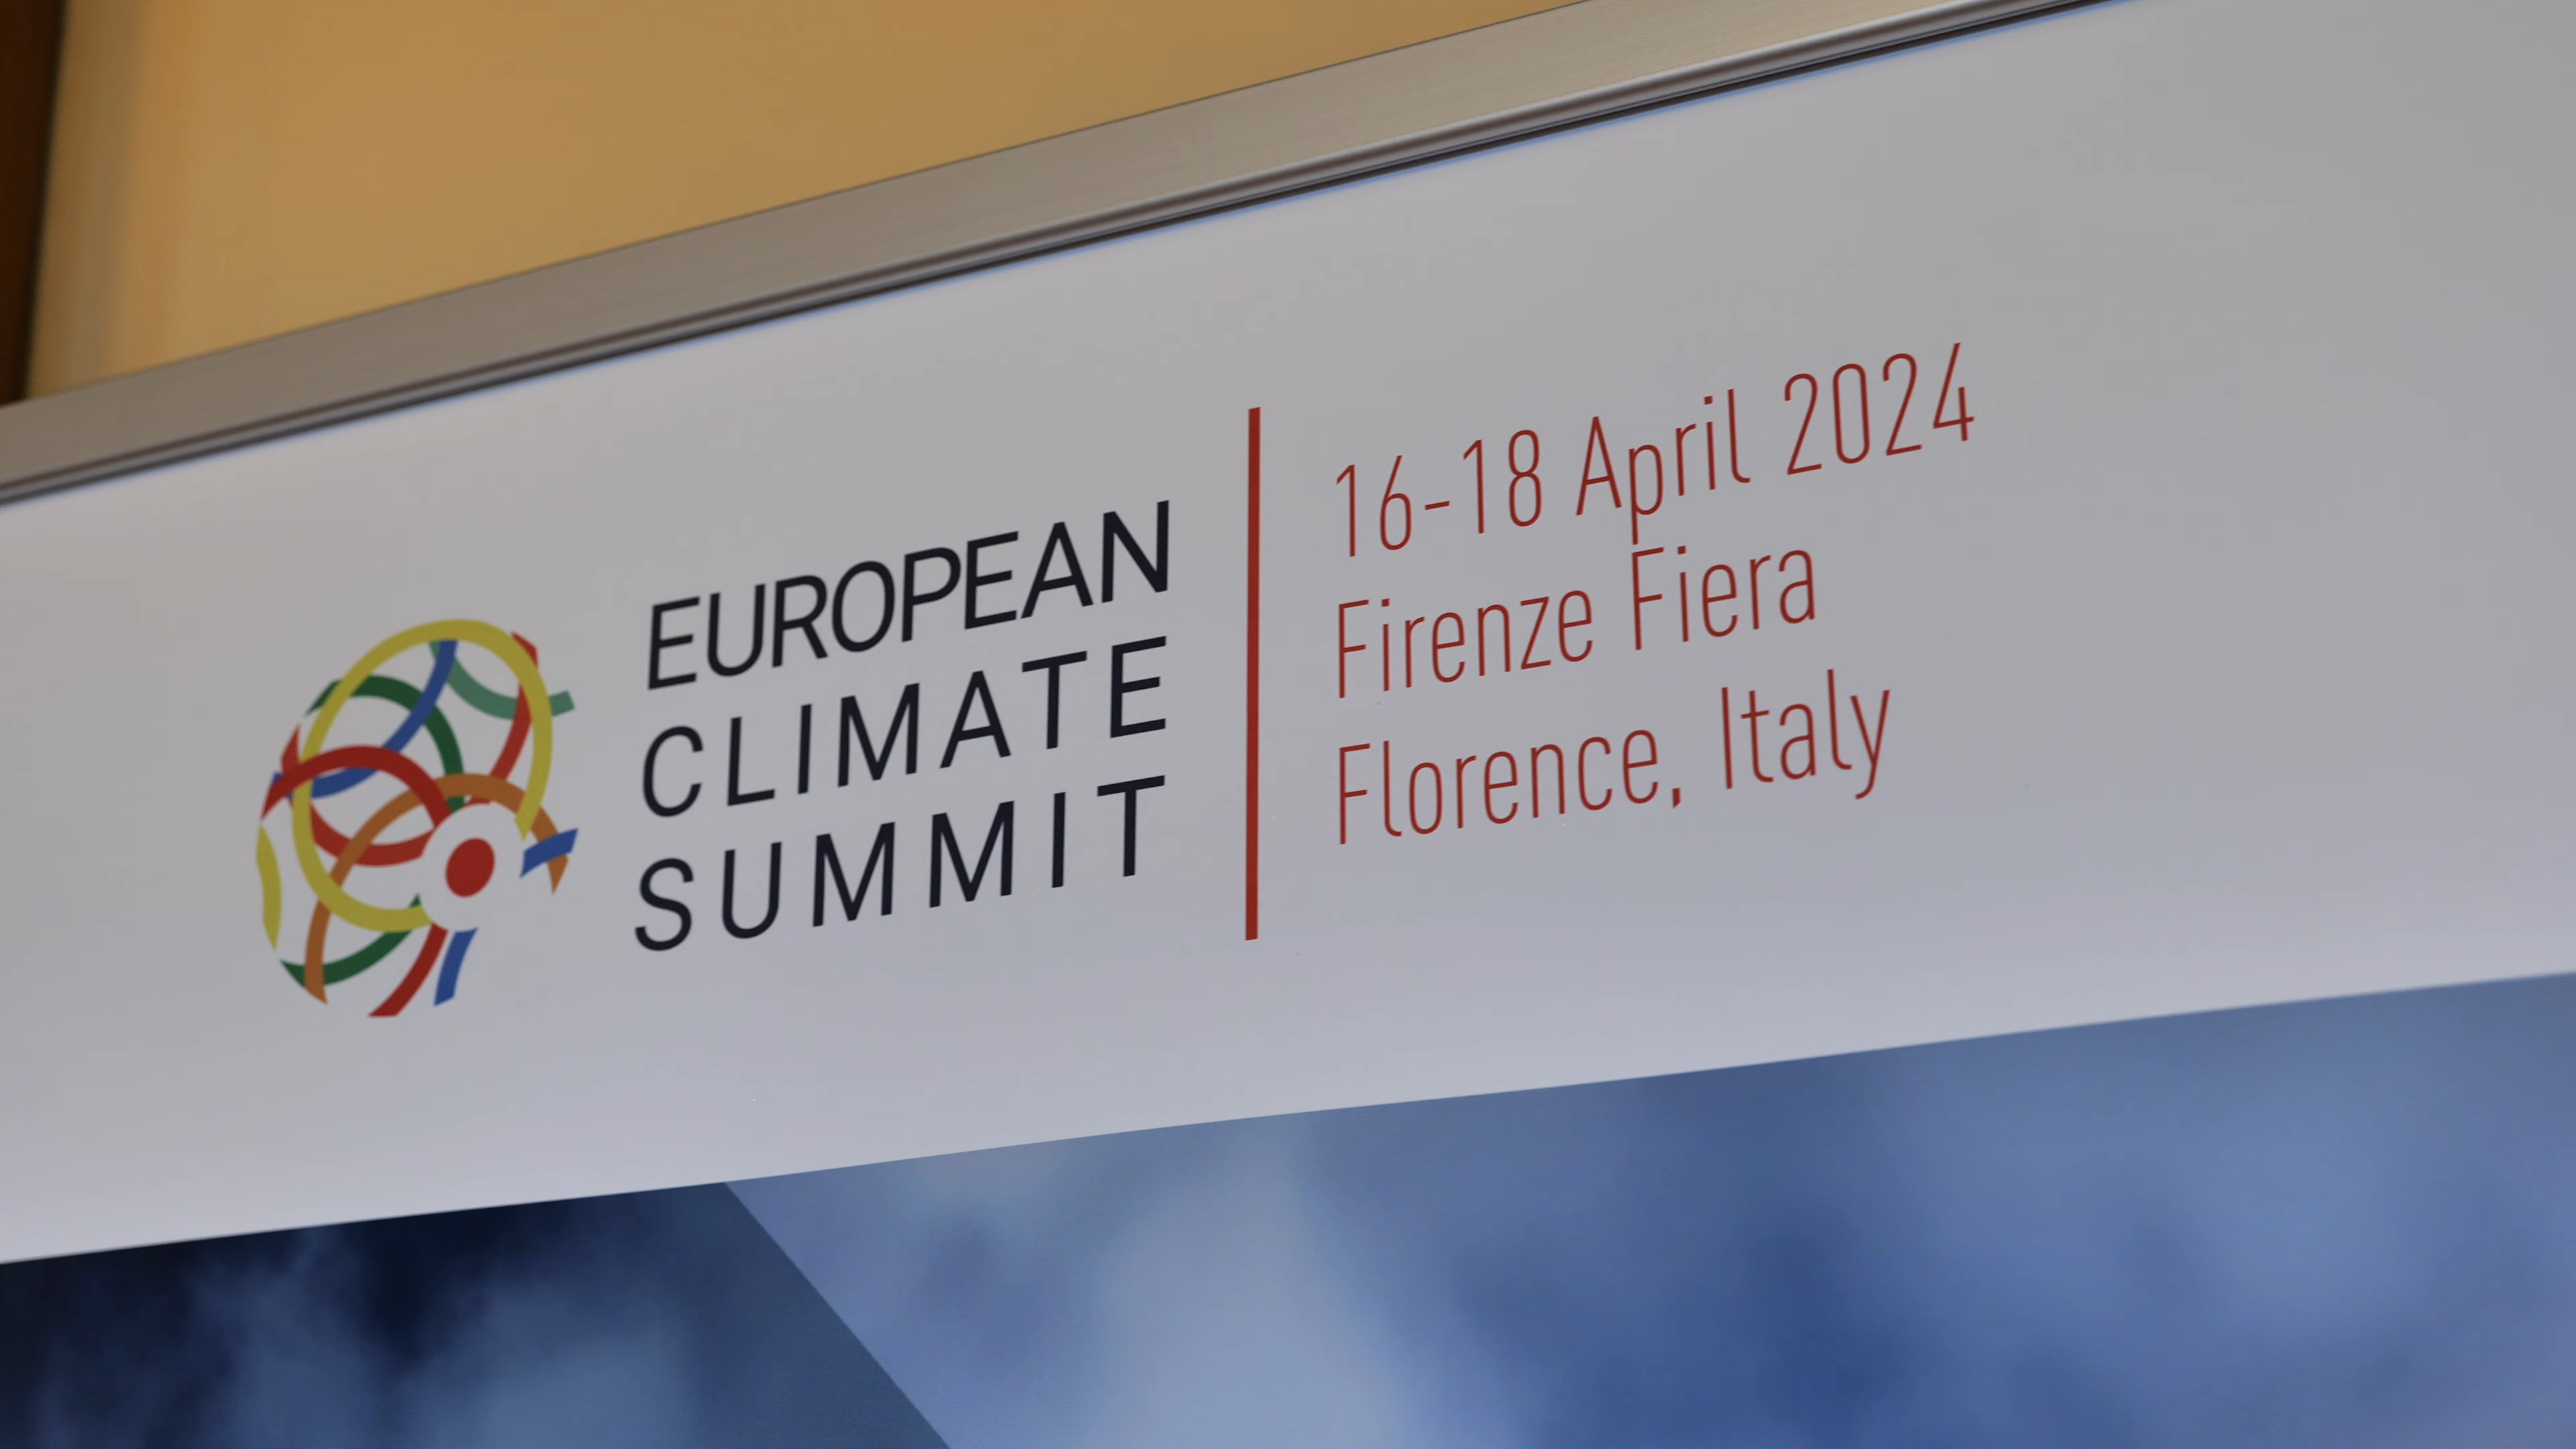 EUROPEAN
CLIMATE
SUMMIT
16-18 April 2024
Firenze Fiera
Florence, Italy